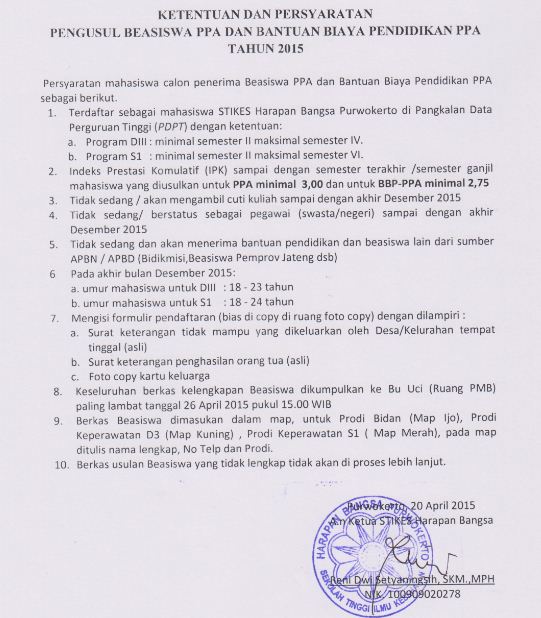 KETENTUAN DAN PERSYARATAN
PENGUSUL BEASISWA PPA DAN BANTUAN BIAYA PENDIDIKAN PPA
TAHUN 2015
Persyaratan mahasiswa calon penerima Beasiswa PPA dan Bantuan Biaya Pendidikan PPA
sebagai berikut.
1. Terdaftar sebagai mahasiswa STIKES Harapan Bangsa Purwokerto di Pangkalan Data
Perguruan Tinggi (PDPT) dengan ketentuan:
a. Program DIII : minimal semester II maksimal semester IV.
b. Program S1 : minimal semester II maksimal semester VI.
2. Indeks Prestasi Komulatif (IPK) sampai dengan semester terakhir /semester ganjil
mahasiswa yang diusulkan untuk PPA minimal 3,00 dan untuk BBP-PPA minimal 2,75
3. Tidak sedang / akan mengambil cuti kuliah sampai dengan akhir Desember 2015
4. Tidak sedang/ berstatus sebagai pegawai (swasta/negeri) sampai dengan akhir
Desember 2015
5. Tidak sedang dan akan menerima bantuan pendidikan dan beasiswa lain dari sumber
APBN / APBD (Bidikmisi,Beasiswa Pemprov Jateng dsb)
6 Pada akhir bulan Desember 2015:
a. umur mahasiswa untuk DIII : 18 - 23 tahun
b. umur mahasiswa untuk S1 : 18 - 24 tahun
7. Mengisi formulir pendaftaran (bias di copy di ruang foto copy) dengan dilampiri :
a. Surat keterangan tidak mampu yang dikeluarkan oleh Desa/Kelurahan tempat
tinggal (asli)
b. Surat keterangan penghasilan orang tua (asli)
c. Foto copy kartu keluarga
8. Keseluruhan berkas kelengkapan Beasiswa dikumpulkan ke Bu Uci (Ruang PMB)
paling lambat tanggal 26 April 2015 pukul 15.00 WIB
9. Berkas Beasiswa dimasukan dalam map, untuk Prodi Bidan (Map Ijo), Prodi
Keperawatan D3 (Map Kuning) , Prodi Keperawatan S1 ( Map Merah), pada map
ditulis nama lengkap, No Telp dan Prodi.
10. Berkas usulan Beasiswa yang tidak lengkap tidak akan di proses lebih lanjut.
Purwokerto, 20 April 2015
A.n Ketua STIKES Harapan Bangsa
HARAPAN BANGSA PURWOKERTO
SEKOLAH TINGGI ILMU KESEHATAN
Reni Dwi Setyaningsih, SKM.,MPH
NIK. 100909020278